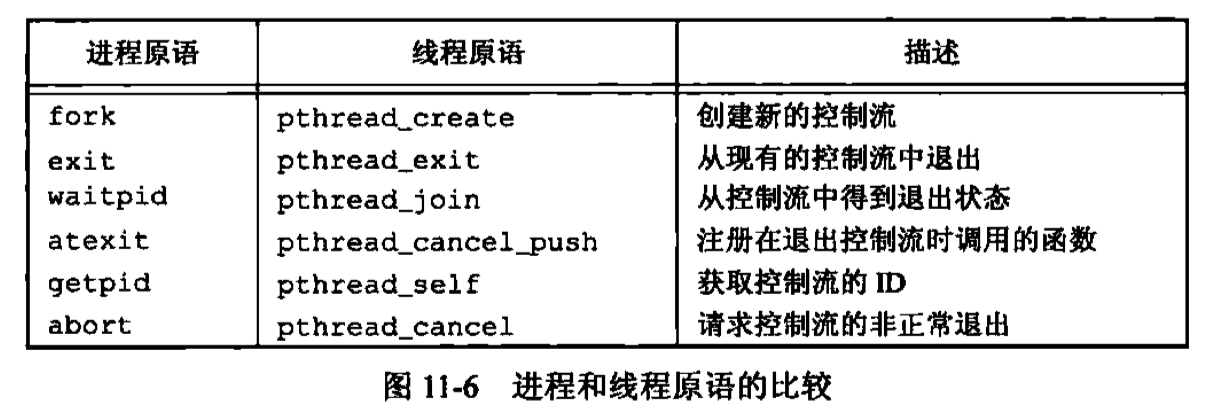 进程原语 线程原语 描述
fork pthread_create 创建新的控制流
exit pthread_exit 从现有的控制流中退出
waitpid pthread_join 从控制流中得到退出状态
atexit pthread_cancel_push 注册在退出控制流时调用的函数
getpid pthread_self 获取控制流的 ID
abort pthread_cancel 请求控制流的非正常退出
图 11-6 进程和线程原语的比较